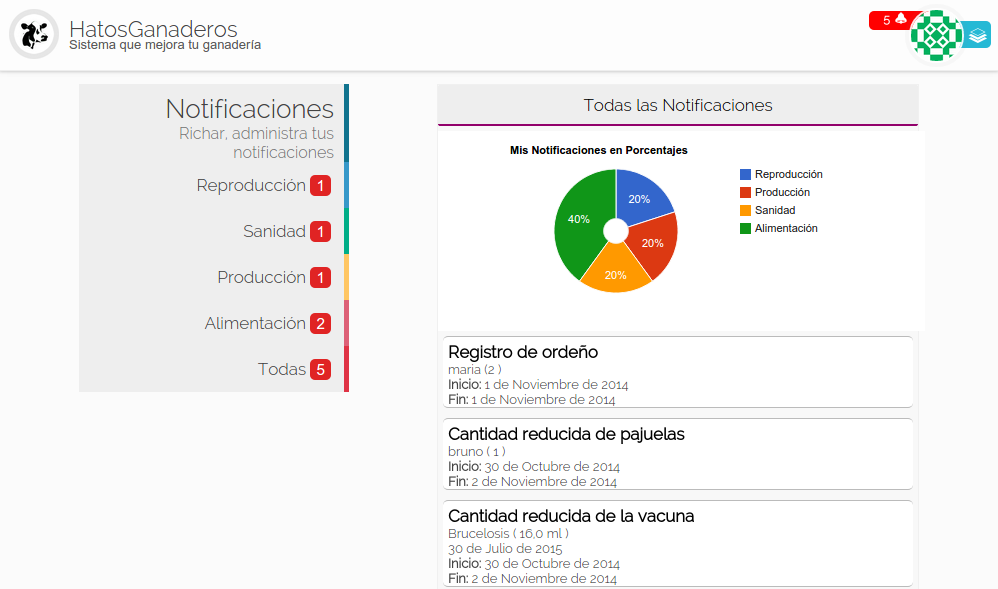 HatosGanaderos
Sistema que mejora tu ganadería
5
Notificaciones
Richar, administra tus
notificaciones
Reproducción 1
Sanidad 1
Producción 1
Alimentación 2
Todas 5
Todas las Notificaciones
Mis Notificaciones en Porcentajes
20%
20%
20%
40%
Reproducción
Producción
Sanidad
Alimentación
Registro de ordeño
maria (2 )
Inicio: 1 de Noviembre de 2014
Fin: 1 de Noviembre de 2014
Cantidad reducida de pajuelas
bruno ( 1 )
Inicio: 30 de Octubre de 2014
Fin: 2 de Noviembre de 2014
Cantidad reducida de la vacuna
Brucelosis ( 16,0 ml )
30 de Julio de 2015
Inicio: 30 de Octubre de 2014
Fin: 2 de Noviembre de 2014